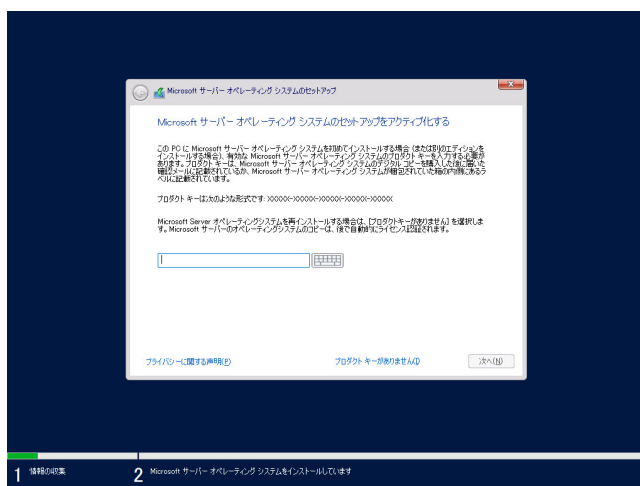 Microsoft サーバー オペレーティング システムのセットアップ
Microsoft サーバー オペレーティング システムのセットアップをアクティブ化する
この PC に Microsoft サーバー オペレーティング システムを初めてインストールする場合 (または別のエディションを
インストールする場合)、有効な Microsoft サーバー オペレーティング システムのプロダクト キーを入力する必要が
あります。プロダクト キーは、Microsoft サーバー オペレーティング システムのデジタル コピーを購入した後に届いた
確認メールに記載されているか、Microsoft サーバー オペレーティング システムが梱包されていた箱の内側にあるラ
ベルに記載されています。
プロダクト キーは次のような形式です: XXXXX-XXXXX-XXXXX-XXXXX-XXXXX
Microsoft Server オペレーティングシステムを再インストールする場合は、[プロダクトキーがありません] を選択しま
す。Microsoft サーバーのオペレーティングシステムのコピーは、後で自動的にライセンス認証されます。
プライバシーに関する声明(P)
プロダクト キーがありません(I)
次へ(N)
1 情報の収集
2 Microsoft サーバー オペレーティング システムをインストールしています